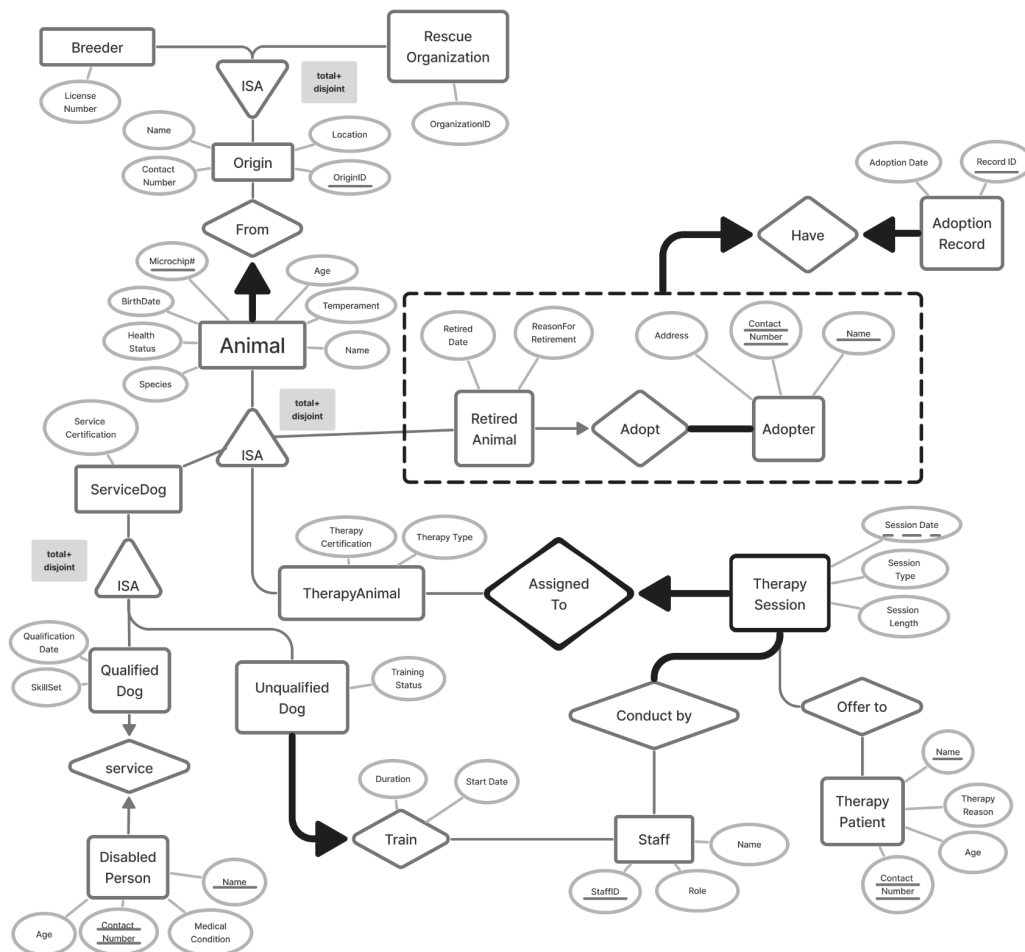 Breeder
Rescue
Organization
total+
disjoint
ISA
License
Number
OrganizationID
Name
Location
Origin
Contact
Number
OriginID
Adoption Date
Record ID
From
Have
Adoption
Record
Microchip#
Age
BirthDate
Temperament
Health
Status
Animal
Name
Species
Retired
Date
ReasonFor
Retirement
Address
Contact
Number
Name
total+
disjoint
Service
Certification
ISA
Retired
Animal
Adopt
Adopter
ServiceDog
total+
disjoint
ISA
Therapy
Certification
Therapy Type
TherapyAnimal
Assigned
To
Therapy
Session
Session Date
Session
Type
Session
Length
Qualification
Date
SkillSet
Qualified
Dog
Unqualified
Dog
Training
Status
Conduct by
Offer to
service
Duration
Start Date
Train
Staff
Name
StaffID
Role
Name
Therapy
Patient
Therapy
Reason
Age
Contact
Number
Disabled
Person
Name
Age
Contact
Number
Medical
Condition